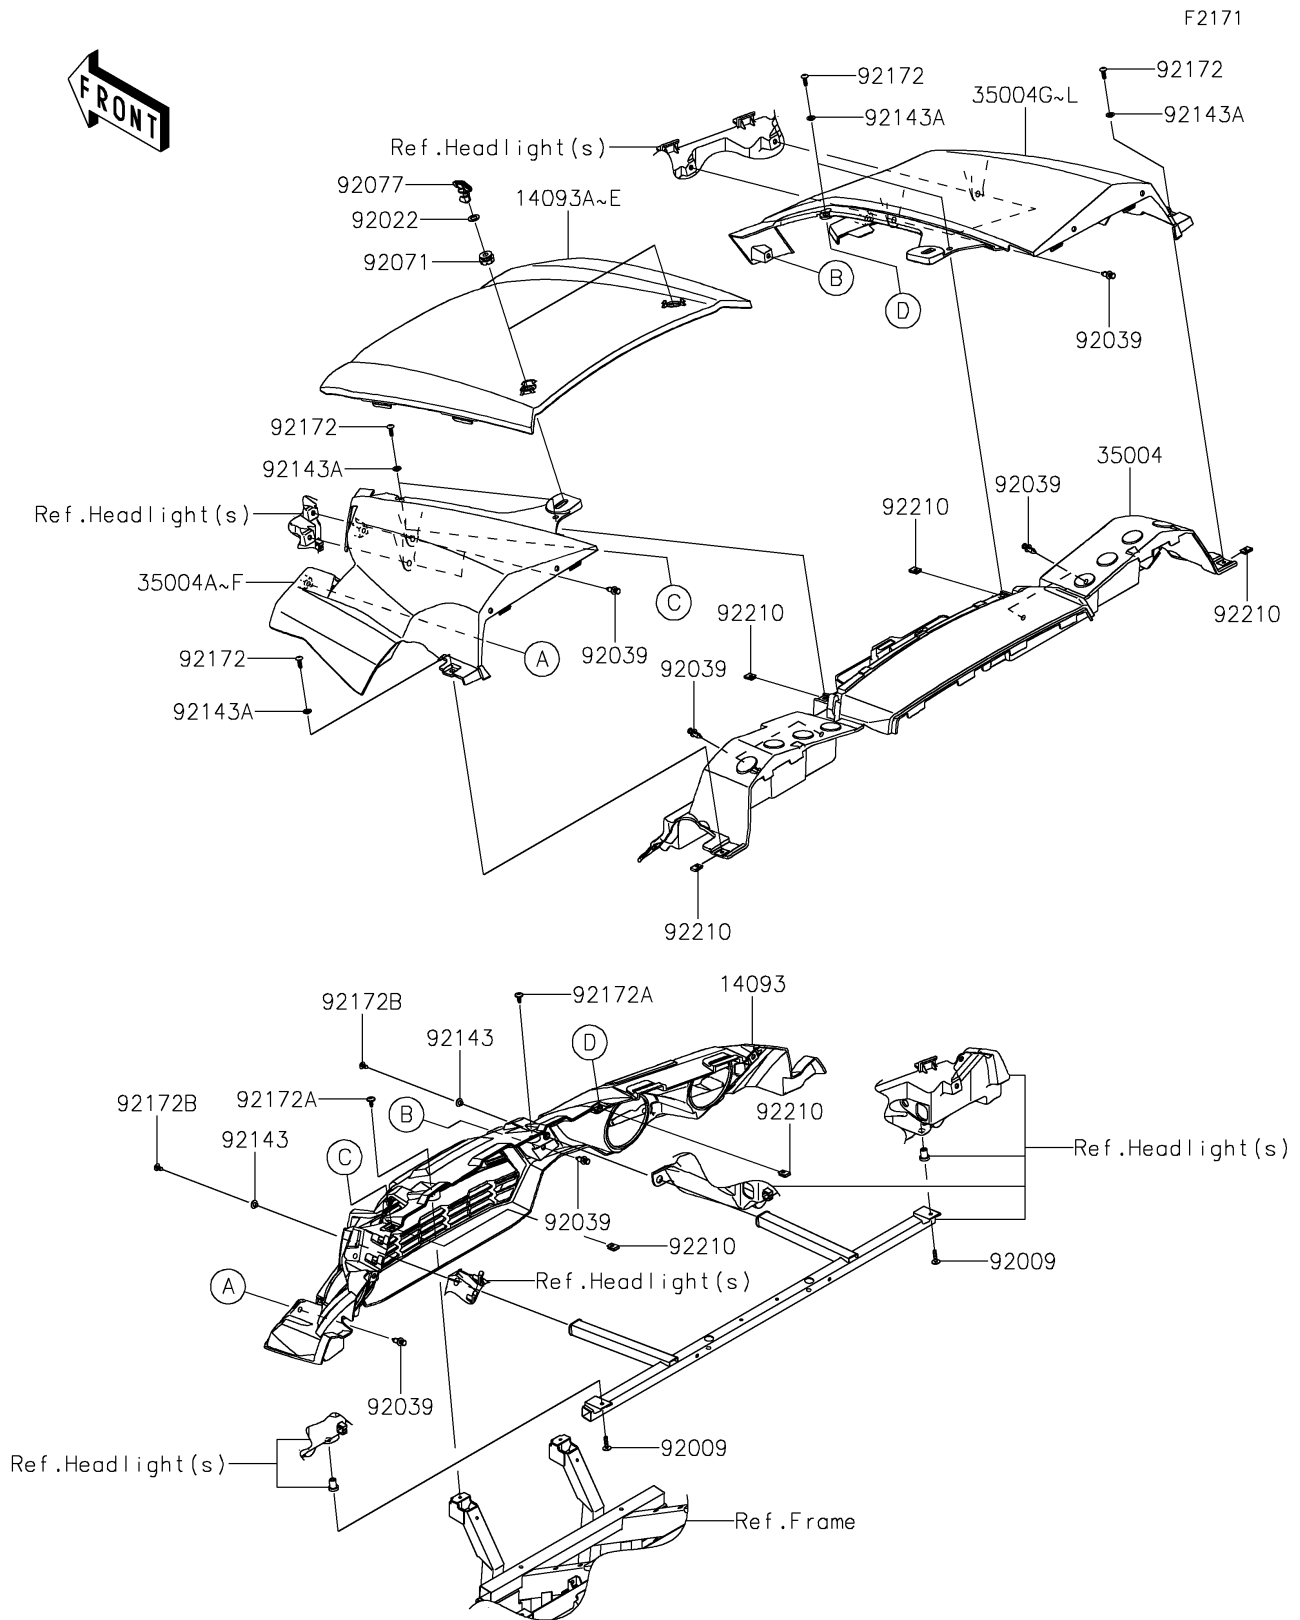 F2171
FRONT
92172
92172
35004G~L
92143A
92143A
Ref.Headlight(s)
92077
14093A~E
92022
92071
B
D
92039
92172
92143A
35004
92039
Ref.Headlight(s)
92210
35004A~F
C
92210
92210
A
92039
92172
92039
92143A
92210
14093
92172A
92172B
92143
D
92172B
92172A
B
92210
92143
Ref.Headlight(s)
C
92039
92210
92009
A
Ref.Headlight(s)
92039
92009
Ref.Headlight(s)
Ref.Frame